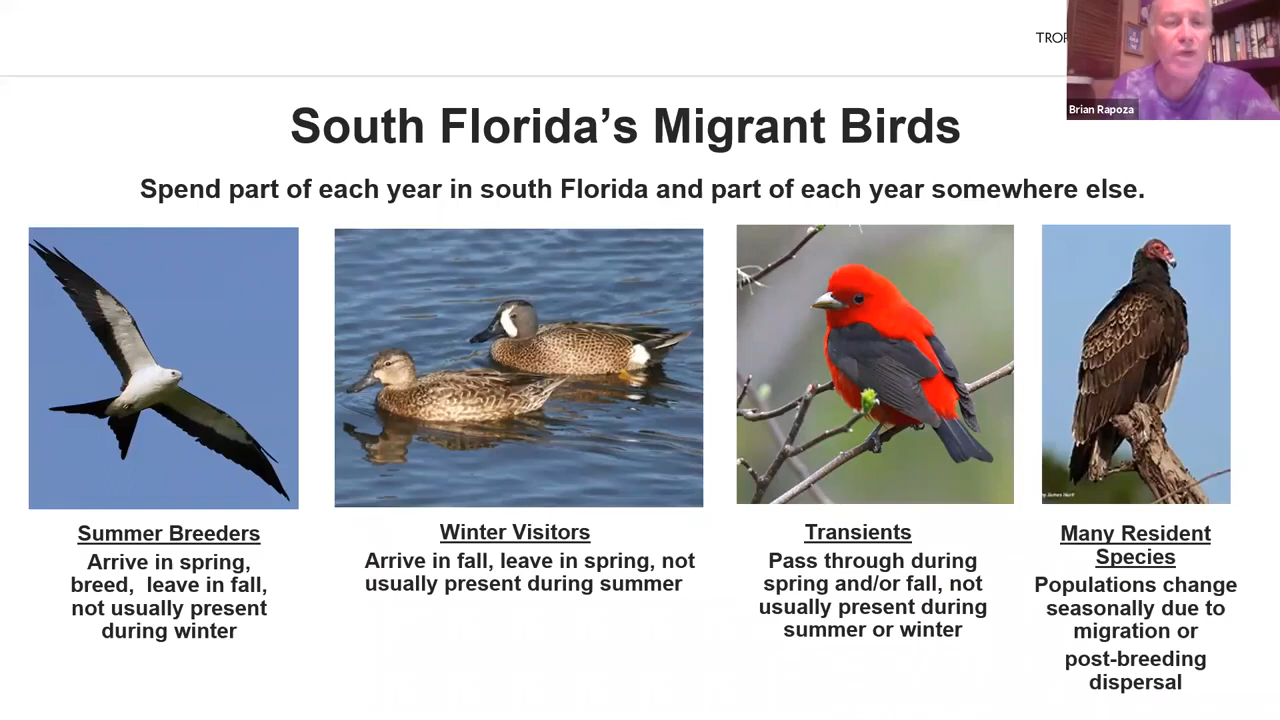 TROP
Brian Rapoza
South Florida’s Migrant Birds
Spend part of each year in south Florida and part of each year somewhere else.
Summer Breeders
Arrive in spring,
breed,  leave in fall,
not usually present
during winter
Winter Visitors
Arrive in fall, leave in spring, not
usually present during summer
Transients
Pass through during
spring and/or fall, not
usually present during
summer or winter
Many Resident
Species
Populations change
seasonally due to
migration or
post-breeding
dispersal